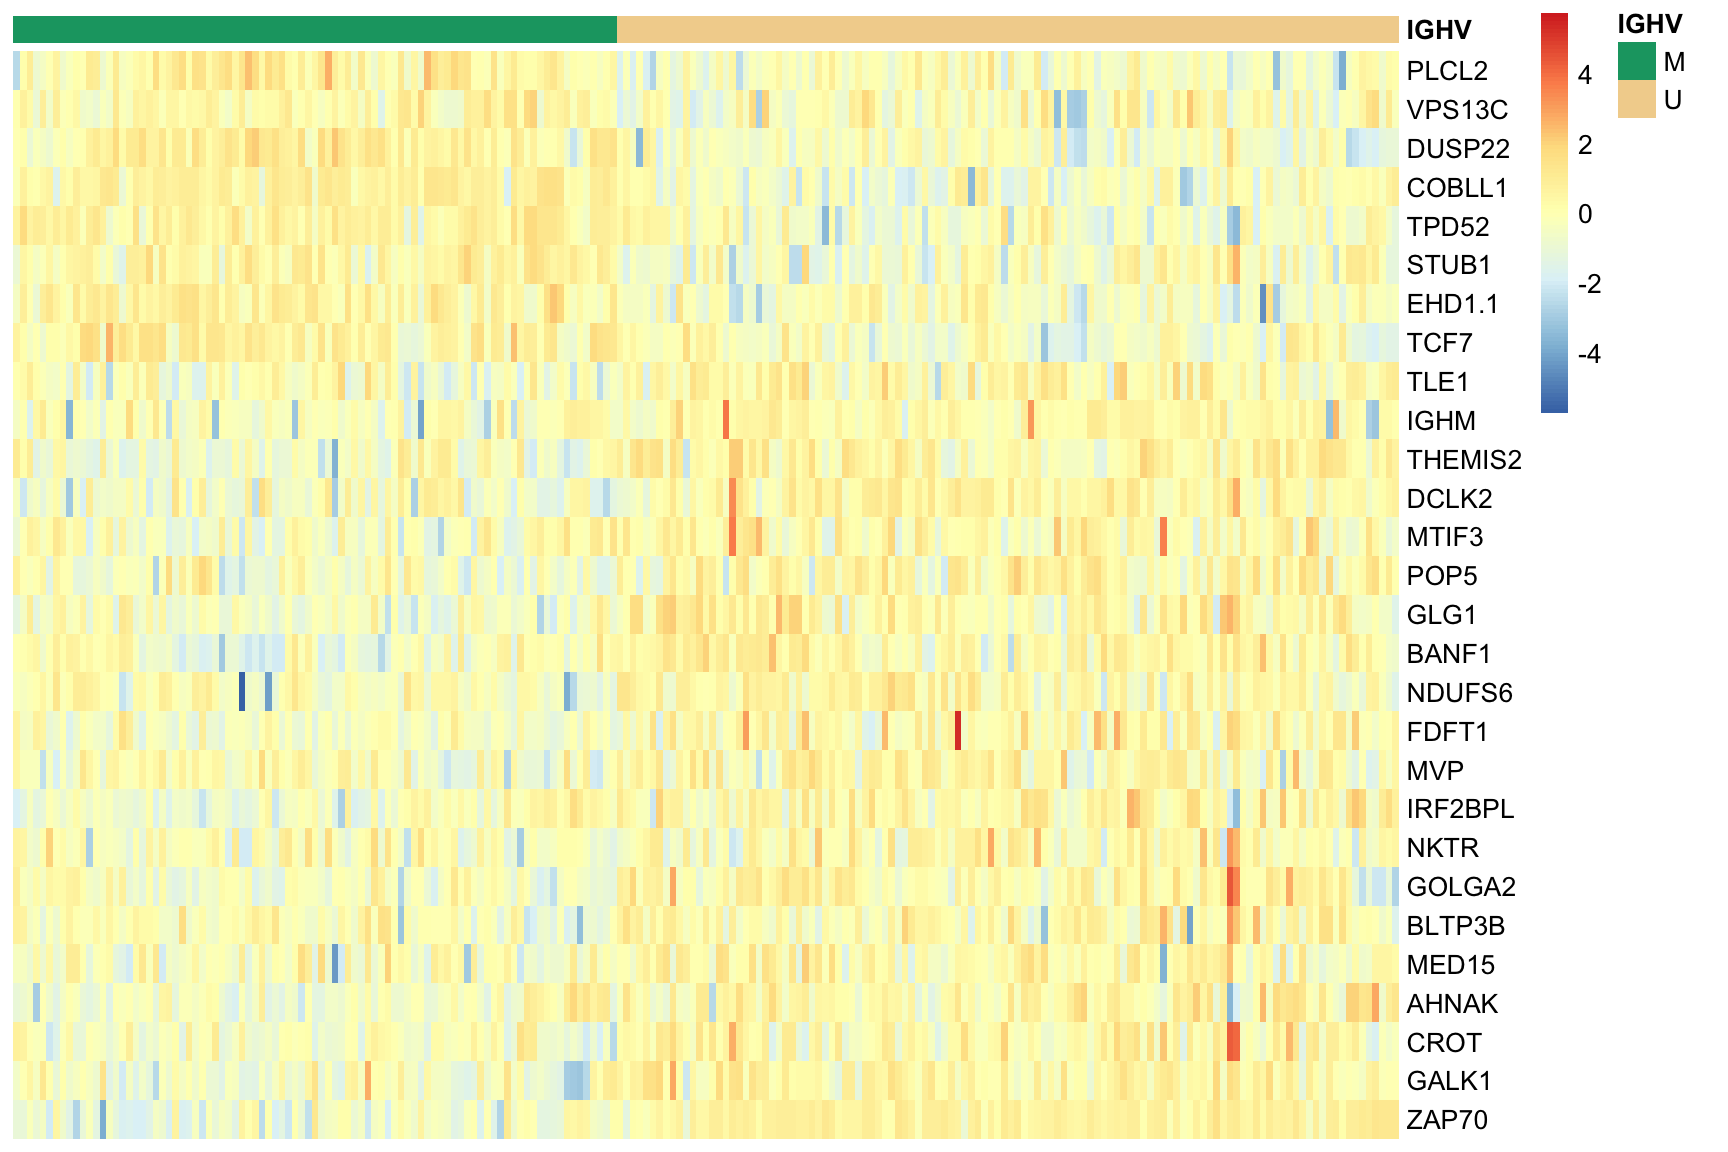 IGHV
PLCL2
VPS13C
DUSP22
COBLL1
TPD52
STUB1
EHD1.1
TCF7
TLE1
IGHM
THEMIS2
DCLK2
MTIF3
POP5
GLG1
BANF1
NDUFS6
FDFT1
MVP
IRF2BPL
NKTR
GOLGA2
BLTP3B
MED15
AHNAK
CROT
GALK1
ZAP70
4
2
0
-2
-4
IGHV
M
U